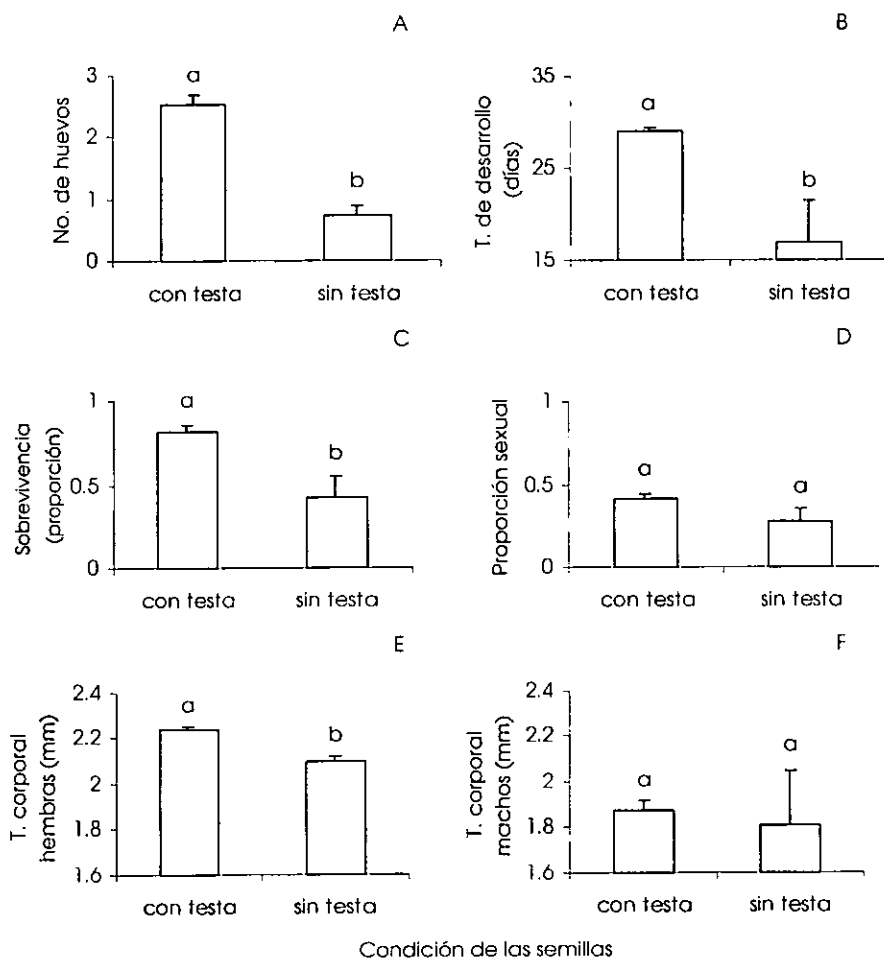 A
No. de huevos
3
2
1
0
a
b
con testa
sin testa
B
T. de desarrollo
(días)
35
25
15
a
b
con testa
sin testa
C
Sobrevivencia
(proporción)
1
0.5
0
a
b
con testa
sin testa
D
Proporción sexual
1
0.5
0
a
a
con testa
sin testa
E
T. corporal
hembras (mm)
2.4
2.2
2
1.8
1.6
a
b
con testa
sin testa
F
T. corporal
machos (mm)
2.4
2.2
2
1.8
1.6
a
a
con testa
sin testa
Condición de las semillas